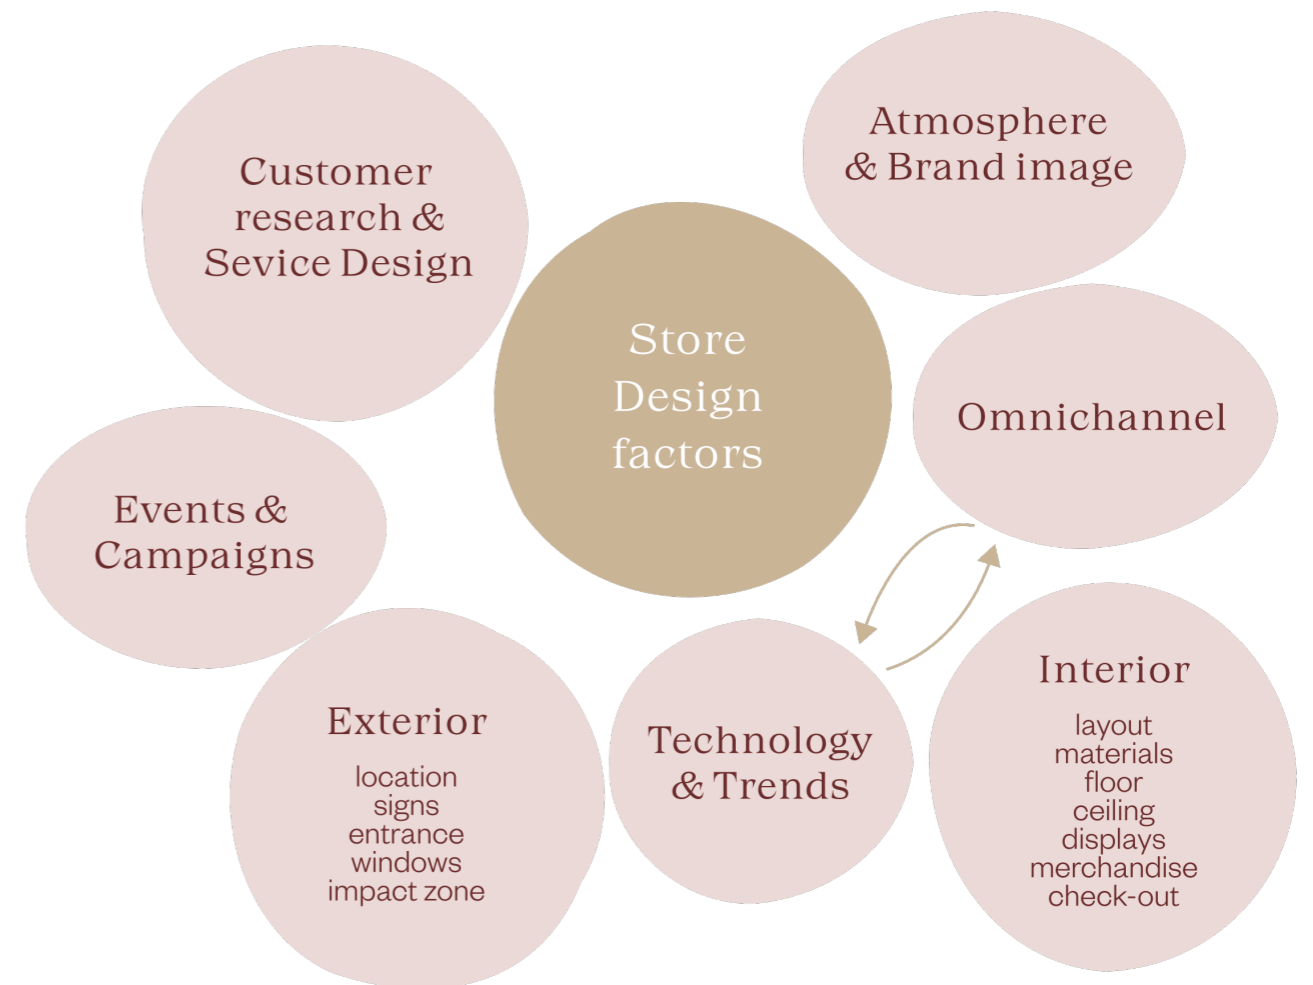 Customer
research &
Sevice Design
Atmosphere
& Brand image
Store
Design
factors
Omnichannel
Events &
Campaigns
Exterior
location
signs
entrance
windows
impact zone
Technology
& Trends
Interior
layout
materials
floor
ceiling
displays
merchandise
check-out